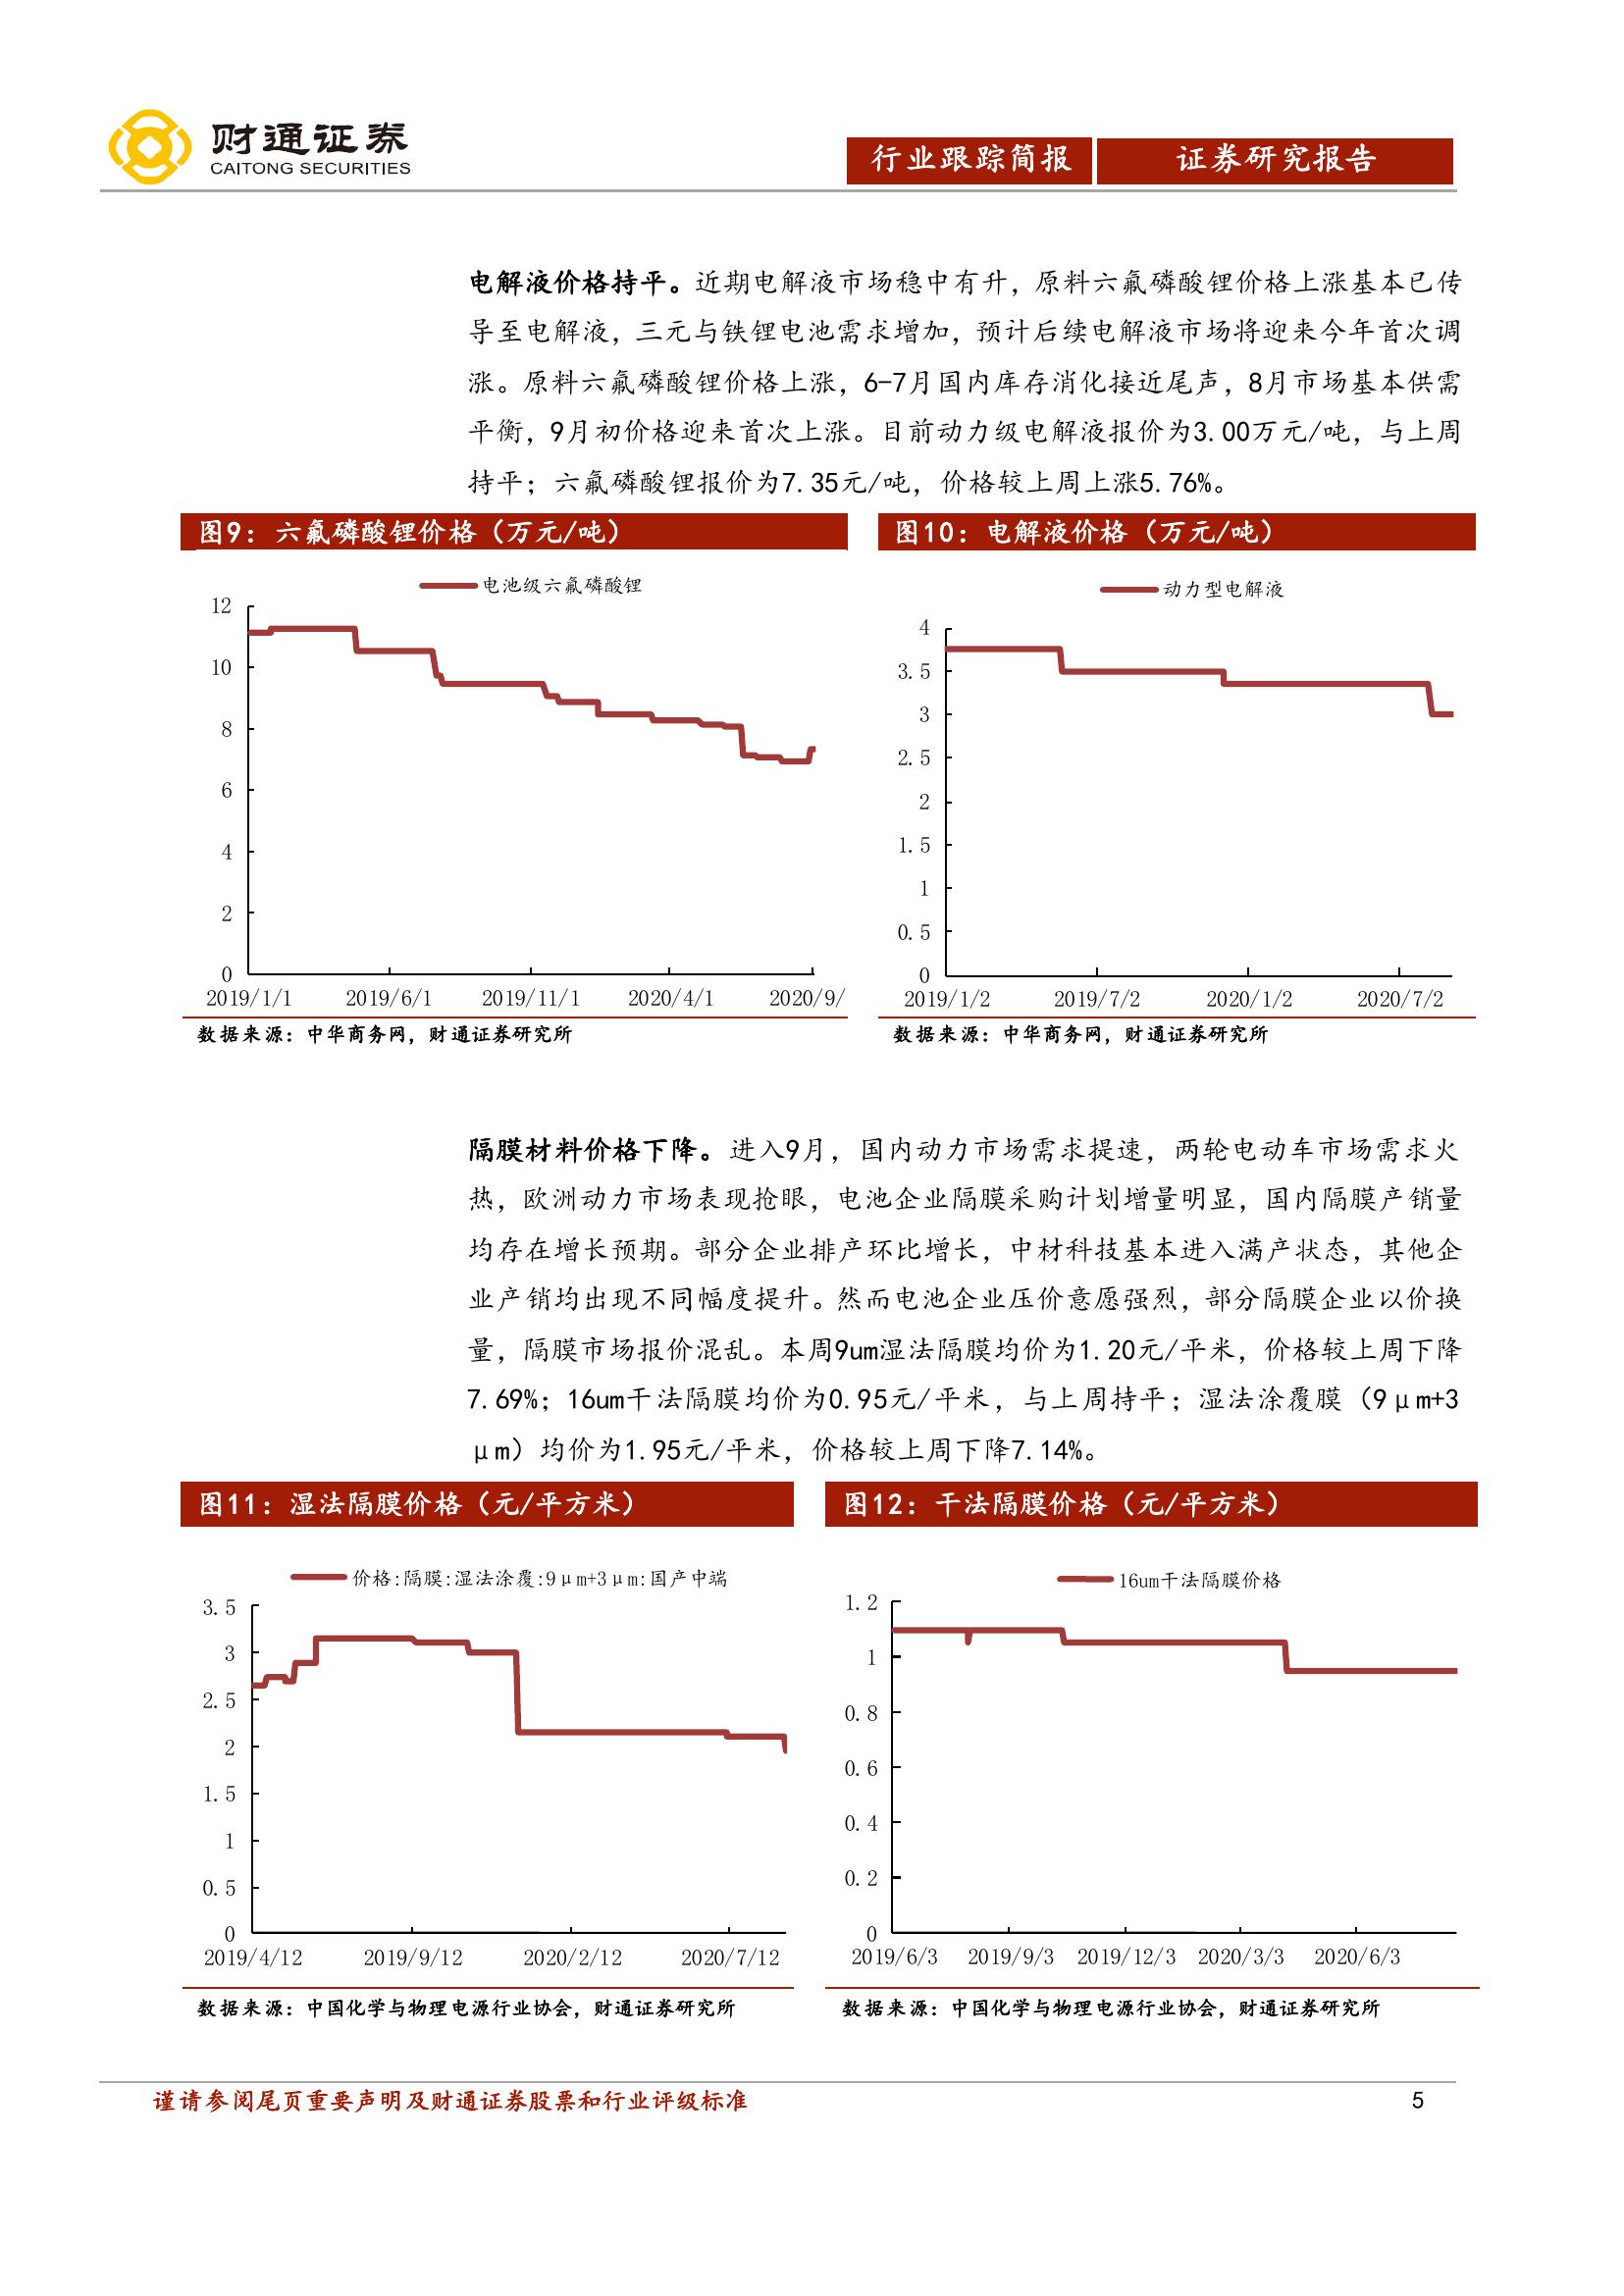 财通证券
CAITONG SECURITIES
行业跟踪简报
证券研究报告
电解液价格持平。近期电解液市场稳中有升，原料六氟磷酸锂价格上涨基本已传
导至电解液，三元与铁锂电池需求增加，预计后续电解液市场将迎来今年首次调
涨。原料六氟磷酸锂价格上涨，6-7月国内库存消化接近尾声，8月市场基本供需
平衡，9月初价格迎来首次上涨。目前动力级电解液报价为3.00万元/吨，与上周
持平；六氟磷酸锂报价为7.35元/吨，价格较上周上涨5.76%。
图9：六氟磷酸锂价格（万元/吨）
电池级六氟磷酸锂
12
10
8
6
4
2
0
2019/1/1 2019/6/1 2019/11/1 2020/4/1 2020/9/
数据来源：中华商务网，财通证券研究所
图10：电解液价格（万元/吨）
动力型电解液
4
3.5
3
2.5
2
1.5
1
0.5
0
2019/1/2 2019/7/2 2020/1/2 2020/7/2
数据来源：中华商务网，财通证券研究所
隔膜材料价格下降。进入9月，国内动力市场需求提速，两轮电动车市场需求火
热，欧洲动力市场表现抢眼，电池企业隔膜采购计划增量明显，国内隔膜产销量
均存在增长预期。部分企业排产环比增长，中材科技基本进入满产状态，其他企
业产销均出现不同幅度提升。然而电池企业压价意愿强烈，部分隔膜企业以价换
量，隔膜市场报价混乱。本周9um湿法隔膜均价为1.20元/平米，价格较上周下降
7.69%；16um干法隔膜均价为0.95元/平米，与上周持平；湿法涂覆膜（9μm+3
μm）均价为1.95元/平米，价格较上周下降7.14%。
图11：湿法隔膜价格（元/平方米）
价格:隔膜:湿法涂覆:9μm+3μm:国产中端
3.5
3
2.5
2
1.5
1
0.5
0
2019/4/12 2019/9/12 2020/2/12 2020/7/12
数据来源：中国化学与物理电源行业协会，财通证券研究所
图12：干法隔膜价格（元/平方米）
16um干法隔膜价格
1.2
1
0.8
0.6
0.4
0.2
0
2019/6/3 2019/9/3 2019/12/3 2020/3/3 2020/6/3
数据来源：中国化学与物理电源行业协会，财通证券研究所
谨请参阅尾页重要声明及财通证券股票和行业评级标准
5